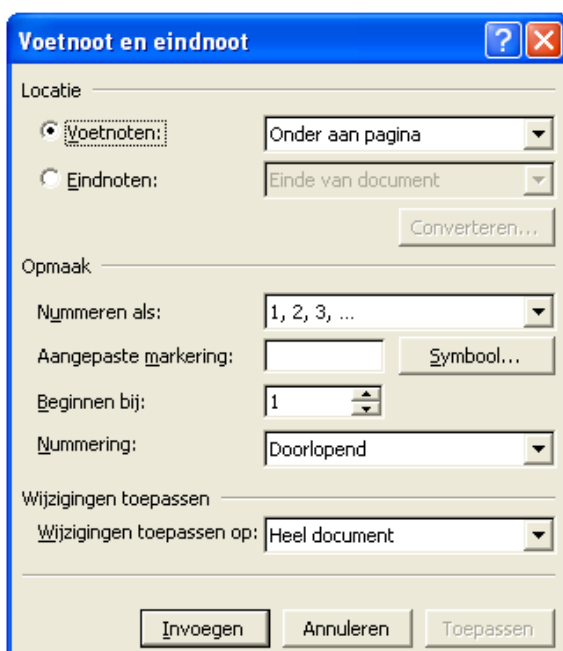 Voetnoot en eindnoot
Locatie
Voetnoten: Onder aan pagina
Eindnoten: Einde van document
Converteren...
Opmaak
Nummeren als: 1, 2, 3, ...
Aangepaste markering: Symbool...
Beginnen bij: 1
Nummering: Doorlopend
Wijzigingen toepassen
Wijzigingen toepassen op: Heel document
Invoegen Annuleren Toepassen